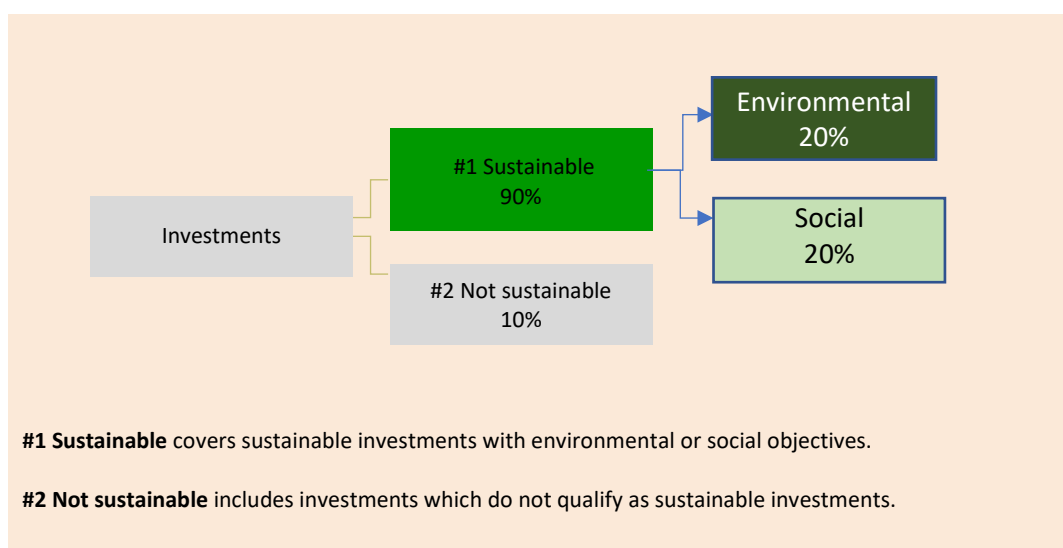 Environmental
20%
#1 Sustainable
90%
Social
20%
Investments
#2 Not sustainable
10%
#1 Sustainable covers sustainable investments with environmental or social objectives.
#2 Not sustainable includes investments which do not qualify as sustainable investments.